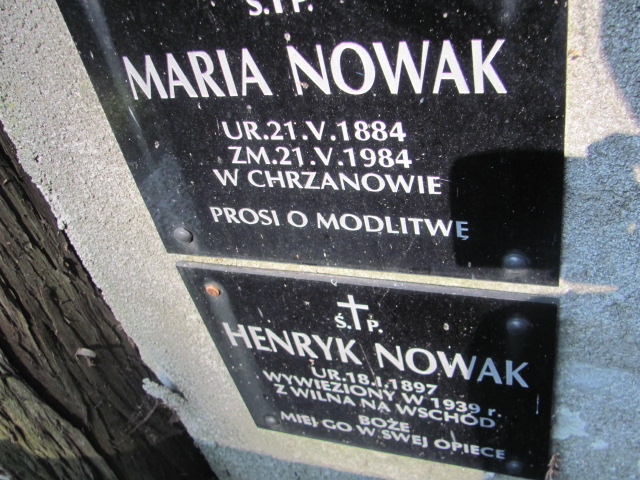 Ś.†P.
MARIA NOWAK
UR.21.V.1884
ZM.21.V.1984
W CHRZANOWIE
PROSI O MODLITWĘ
Ś.†P.
HENRYK NOWAK
UR.18.I.1897
WYWIEZIONY W 1939 r.
Z WILNA NA WSCHÓD
BOŻE
MIEJ GO W SWEJ OPIECE